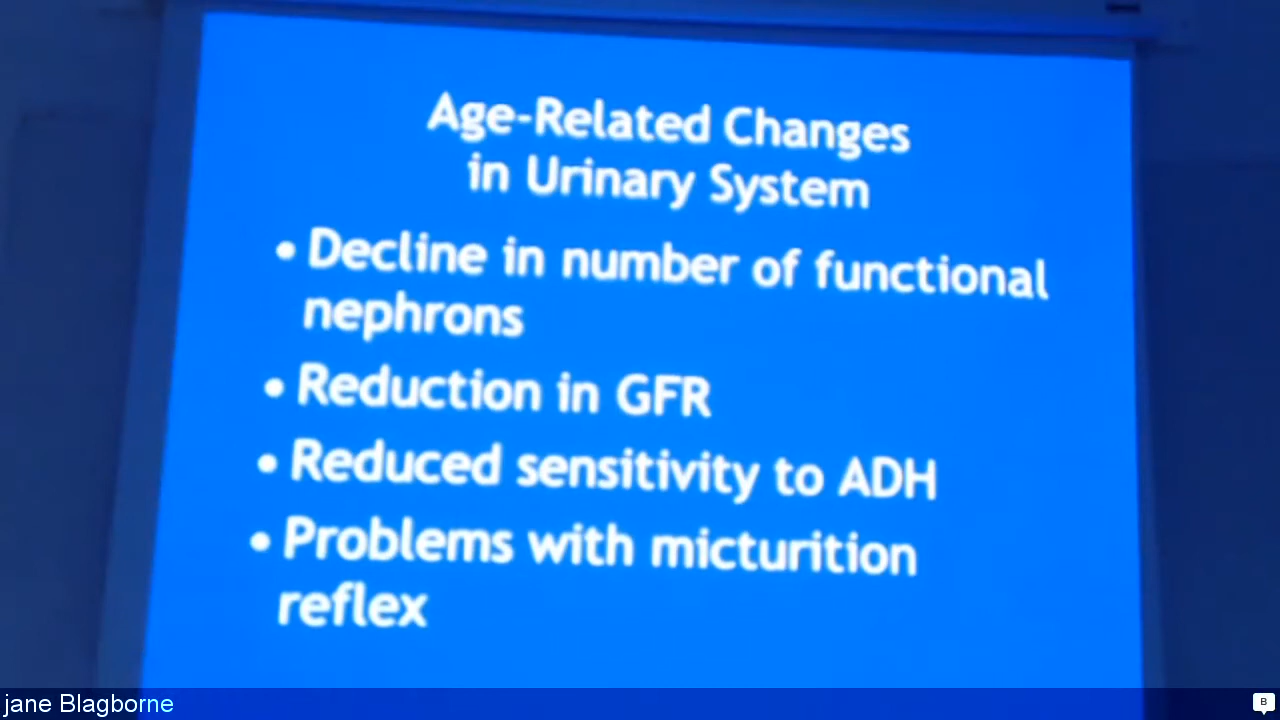 Age-Related Changes
in Urinary System
• Decline in number of functional
nephrons
• Reduction in GFR
• Reduced sensitivity to ADH
• Problems with micturition
reflex
jane Blagborne
B